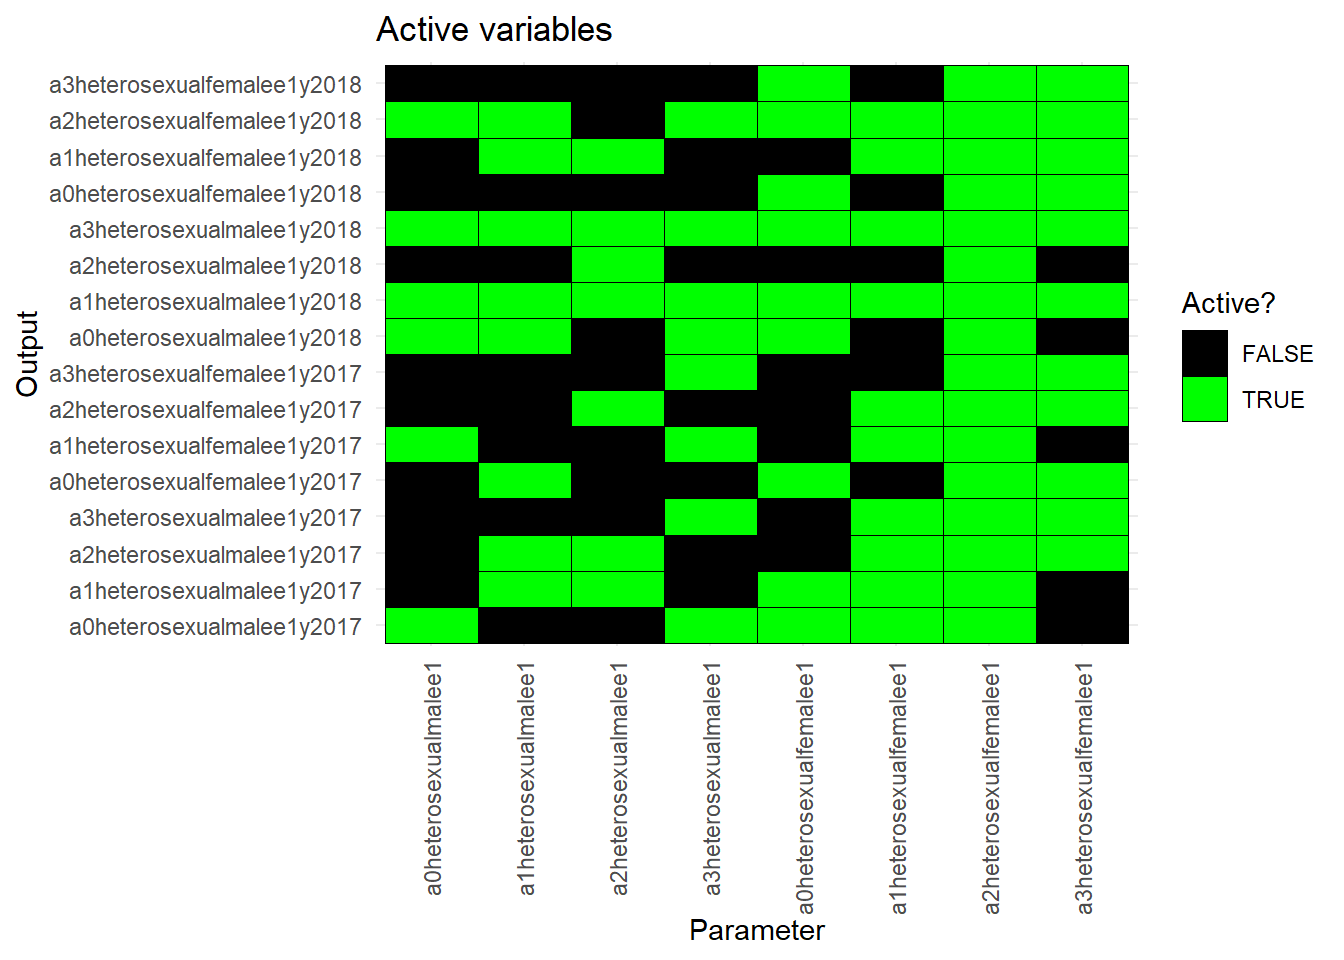 Active variables
Output
a3heterosexualfemalee1y2018
a2heterosexualfemalee1y2018
a1heterosexualfemalee1y2018
a0heterosexualfemalee1y2018
a3heterosexualmalee1y2018
a2heterosexualmalee1y2018
a1heterosexualmalee1y2018
a0heterosexualmalee1y2018
a3heterosexualfemalee1y2017
a2heterosexualfemalee1y2017
a1heterosexualfemalee1y2017
a0heterosexualfemalee1y2017
a3heterosexualmalee1y2017
a2heterosexualmalee1y2017
a1heterosexualmalee1y2017
a0heterosexualmalee1y2017
a0heterosexualmalee1
a1heterosexualmalee1
a2heterosexualmalee1
a3heterosexualmalee1
a0heterosexualfemalee1
a1heterosexualfemalee1
a2heterosexualfemalee1
a3heterosexualfemalee1
Parameter
Active?
FALSE
TRUE